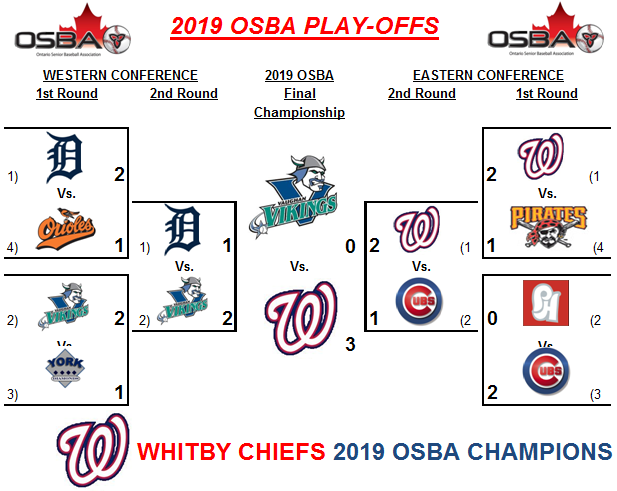 OSBA
Ontario Senior Baseball Association
2019 OSBA PLAY-OFFS
OSBA
Ontario Senior Baseball Association
WESTERN CONFERENCE
1st Round 2nd Round
2019 OSBA
Final
Championship
EASTERN CONFERENCE
2nd Round 1st Round
1) D 2
Vs.
4) Orioles 1
2) VAUGHAN VIKINGS 2
Vs
3) YORK DIAMONDS 1
1) D 1
Vs.
2) VIKINGS 2
VAUGHAN
VIKINGS
0
Vs.
W
3
2 W (1
Vs.
1 CUBS (2
2 W (1
Vs.
1 PIRATES (4
0 PH (2
Vs
2 CUBS (3
W WHITBY CHIEFS 2019 OSBA CHAMPIONS